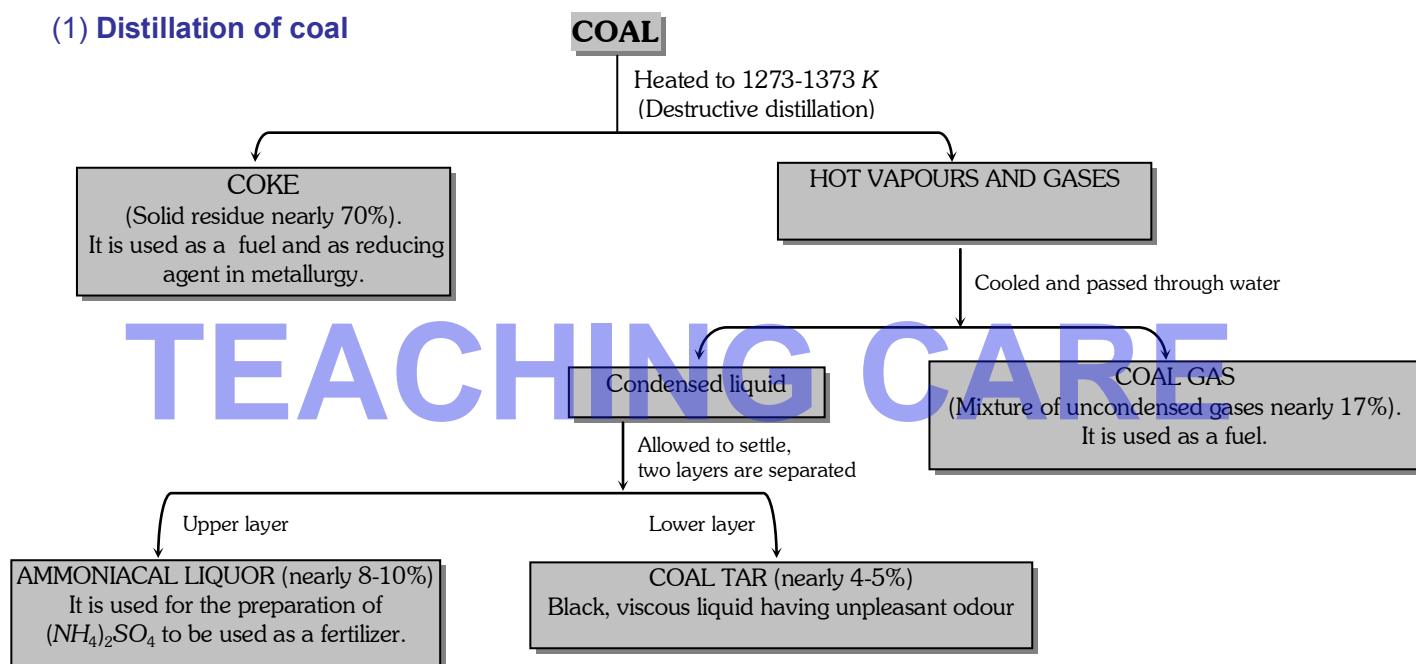 (1) Distillation of coal
COAL
Heated to 1273-1373 K
(Destructive distillation)
COKE
(Solid residue nearly 70%).
It is used as a fuel and as reducing
agent in metallurgy.
HOT VAPOURS AND GASES
Cooled and passed through water
TEACHING CARE
Condensed liquid
COAL GAS
(Mixture of uncondensed gases nearly 17%).
It is used as a fuel.
Allowed to settle,
two layers are separated
Upper layer
Lower layer
AMMONIACAL LIQUOR (nearly 8-10%)
It is used for the preparation of
(NH₄)₂SO₄ to be used as a fertilizer.
COAL TAR (nearly 4-5%)
Black, viscous liquid having unpleasant odour